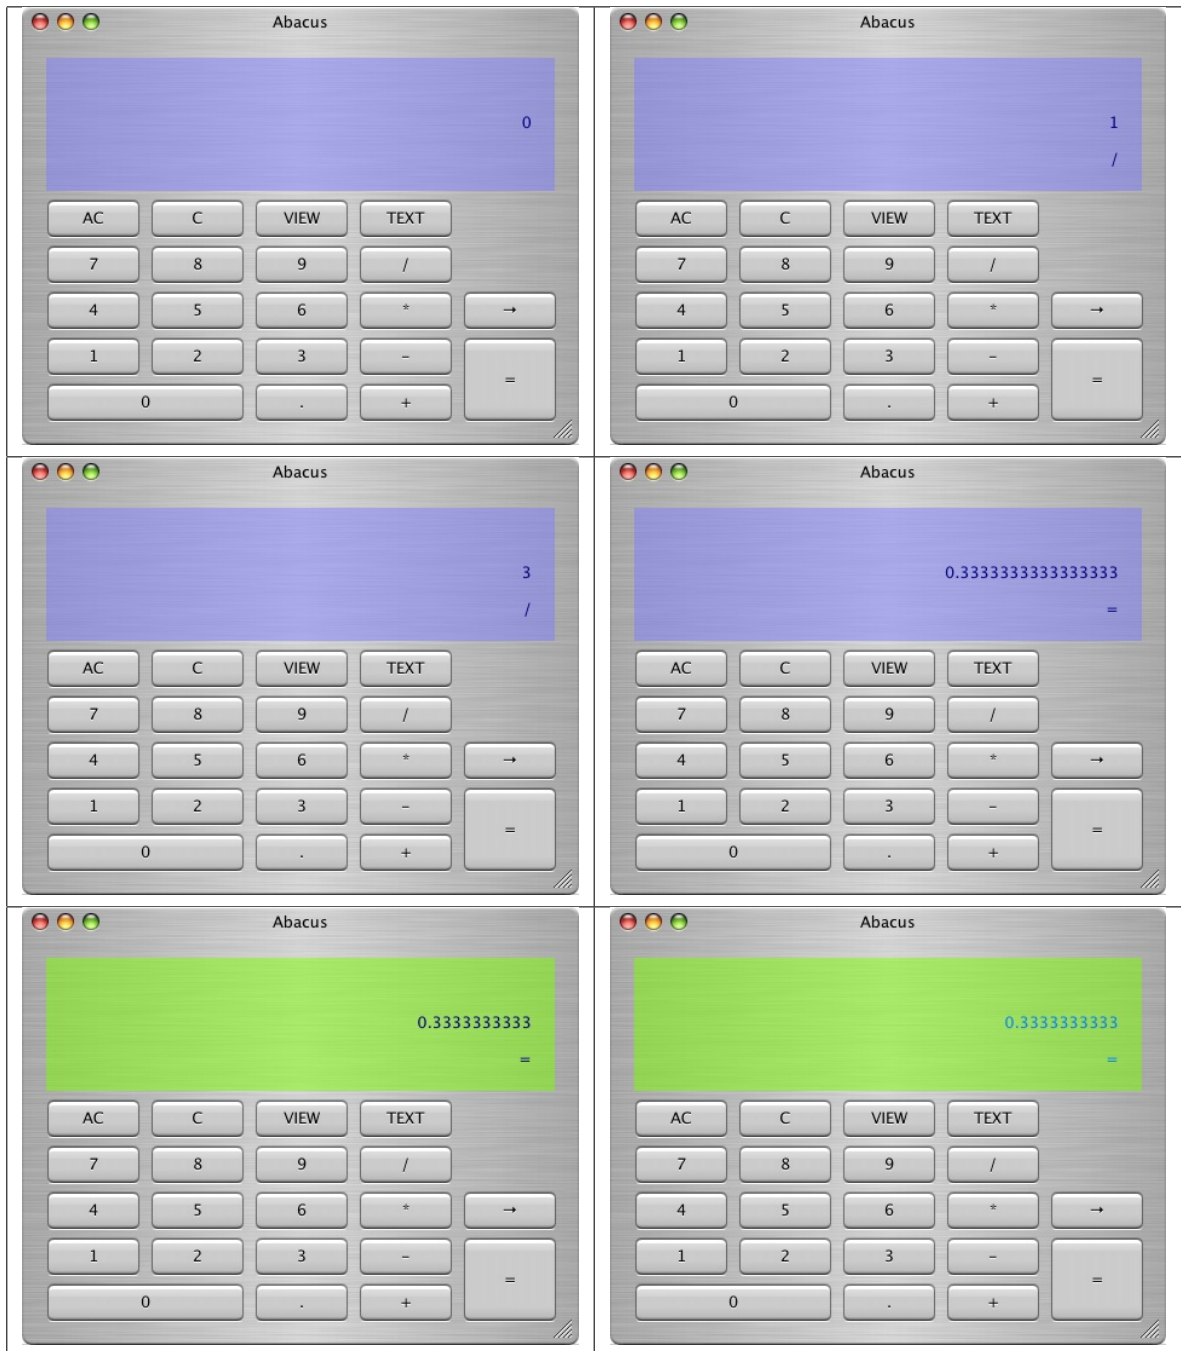 Abacus
0
AC C VIEW TEXT
7 8 9 /
4 5 6 * →
1 2 3 –
=
0 . +
Abacus
1
/
AC C VIEW TEXT
7 8 9 /
4 5 6 * →
1 2 3 –
=
0 . +
Abacus
3
/
AC C VIEW TEXT
7 8 9 /
4 5 6 * →
1 2 3 –
=
0 . +
Abacus
0.3333333333333333
=
AC C VIEW TEXT
7 8 9 /
4 5 6 * →
1 2 3 –
=
0 . +
Abacus
0.3333333333
=
AC C VIEW TEXT
7 8 9 /
4 5 6 * →
1 2 3 –
=
0 . +
Abacus
0.3333333333
=
AC C VIEW TEXT
7 8 9 /
4 5 6 * →
1 2 3 –
=
0 . +